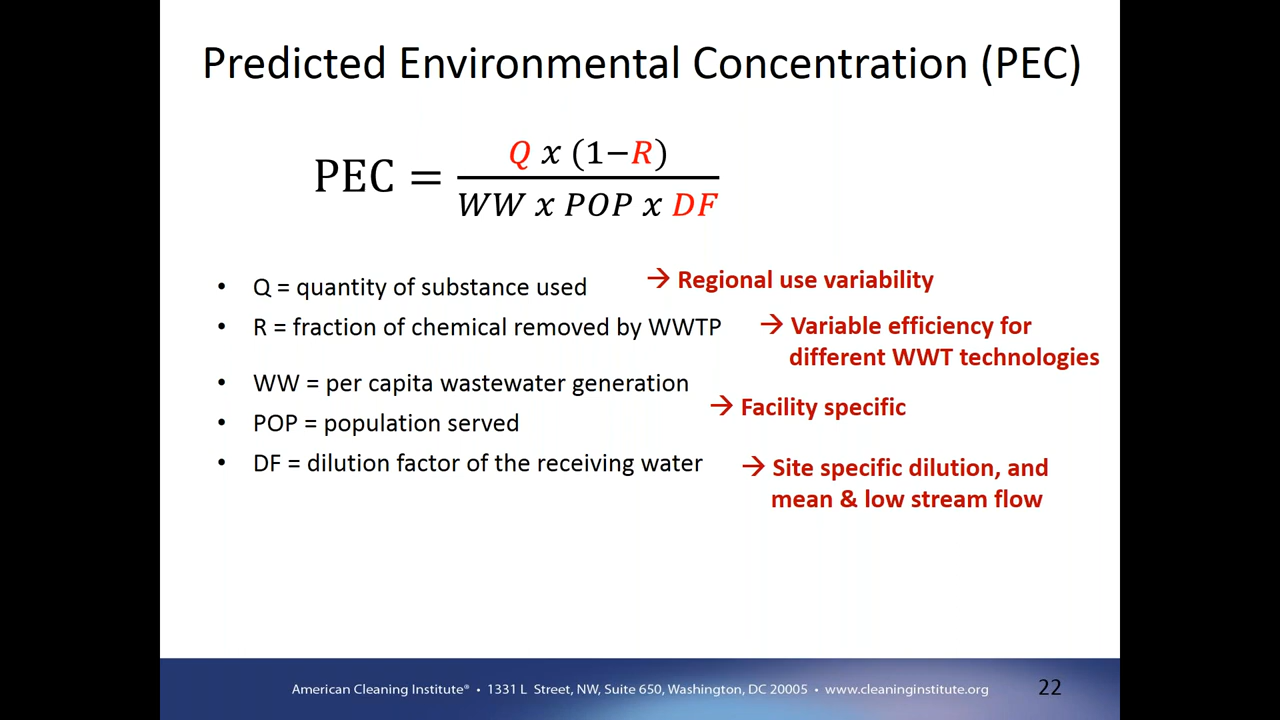 Predicted Environmental Concentration (PEC)
PEC = Q x (1−R) / WW x POP x DF
• Q = quantity of substance used → Regional use variability
• R = fraction of chemical removed by WWTP → Variable efficiency for
different WWT technologies
• WW = per capita wastewater generation
→ Facility specific
• POP = population served
• DF = dilution factor of the receiving water → Site specific dilution, and
mean & low stream flow
American Cleaning Institute® • 1331 L Street, NW, Suite 650, Washington, DC 20005 • www.cleaninginstitute.org 22